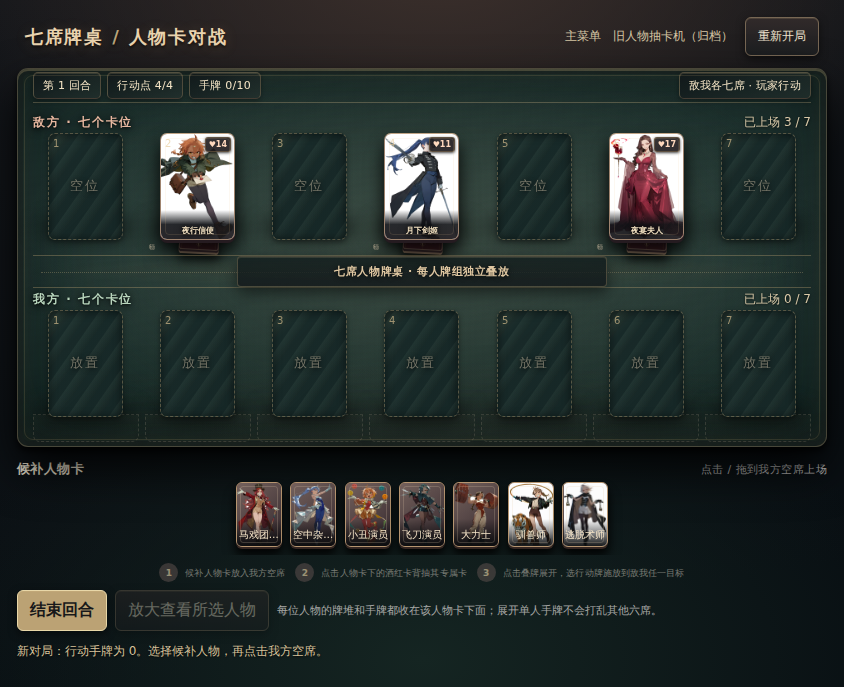 七席牌桌 / 人物卡对战
主菜单 旧人物抽卡机（归档） 重新开局
第 1 回合 行动点 4/4 手牌 0/10 敌我各七席 · 玩家行动
敌方 · 七个卡位 已上场 3 / 7
1 空位
♥14 夜行信使
3 空位
♥11 月下剑姬
5 空位
♥17 夜宴夫人
7 空位
七席人物牌桌 · 每人牌组独立叠放
我方 · 七个卡位 已上场 0 / 7
1 放置
2 放置
3 放置
4 放置
5 放置
6 放置
7 放置
候补人物卡 点击 / 拖到我方空席上场
马戏团… 空中杂… 小丑演员 飞刀演员 大力士 驯兽师 逃脱术师
1 候补人物卡放入我方空席 2 点击人物卡下的酒红卡背抽其专属卡 3 点击叠牌展开，选行动牌施放到敌我任一目标
结束回合 放大查看所选人物 每位人物的牌堆和手牌都收在该人物卡下面；展开单人手牌不会打乱其他六席。
新对局：行动手牌为 0。选择候补人物，再点击我方空席。